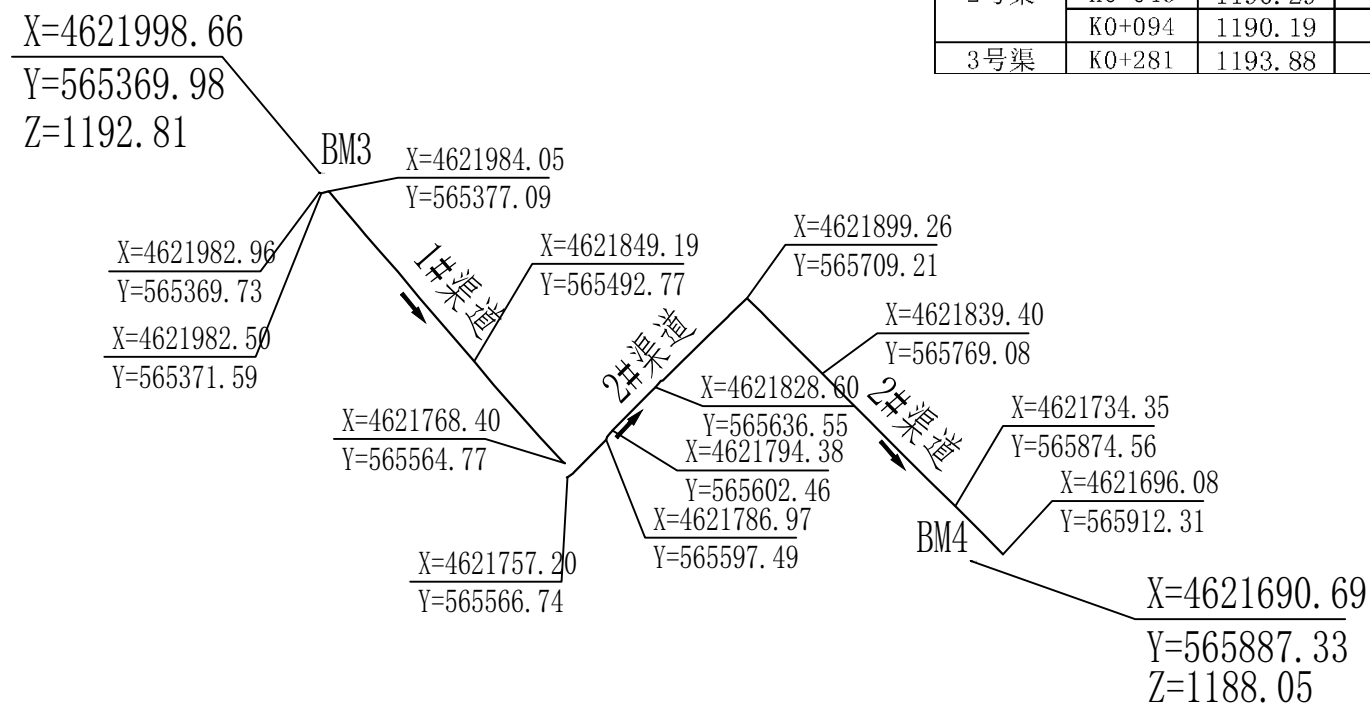 K0+094 1190.19
3号渠 K0+281 1193.88
X=4621998.66
Y=565369.98
Z=1192.81
BM3
X=4621984.05
Y=565377.09
X=4621982.96
Y=565369.73
X=4621982.50
Y=565371.59
1#渠道
X=4621849.19
Y=565492.77
X=4621768.40
Y=565564.77
X=4621757.20
Y=565566.74
2#渠道
X=4621899.26
Y=565709.21
X=4621839.40
Y=565769.08
X=4621828.60
Y=565636.55
X=4621794.38
Y=565602.46
X=4621786.97
Y=565597.49
2#渠道
X=4621734.35
Y=565874.56
X=4621696.08
Y=565912.31
BM4
X=4621690.69
Y=565887.33
Z=1188.05